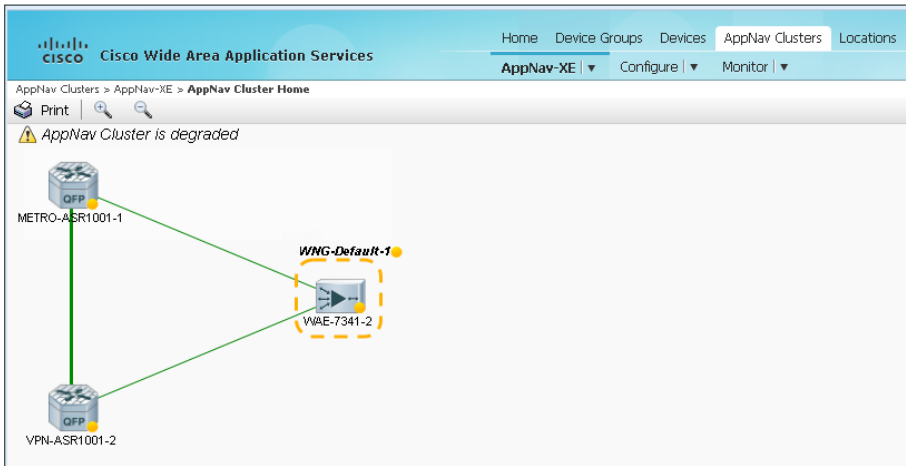 Home Device Groups Devices AppNav Clusters Locations
CISCO Cisco Wide Area Application Services
AppNav-XE | ▼ Configure | ▼ Monitor | ▼
AppNav Clusters > AppNav-XE > AppNav Cluster Home
Print
AppNav Cluster is degraded
QFP
METRO-ASR1001-1
WNG-Default-1
WAE-7341-2
QFP
VPN-ASR1001-2